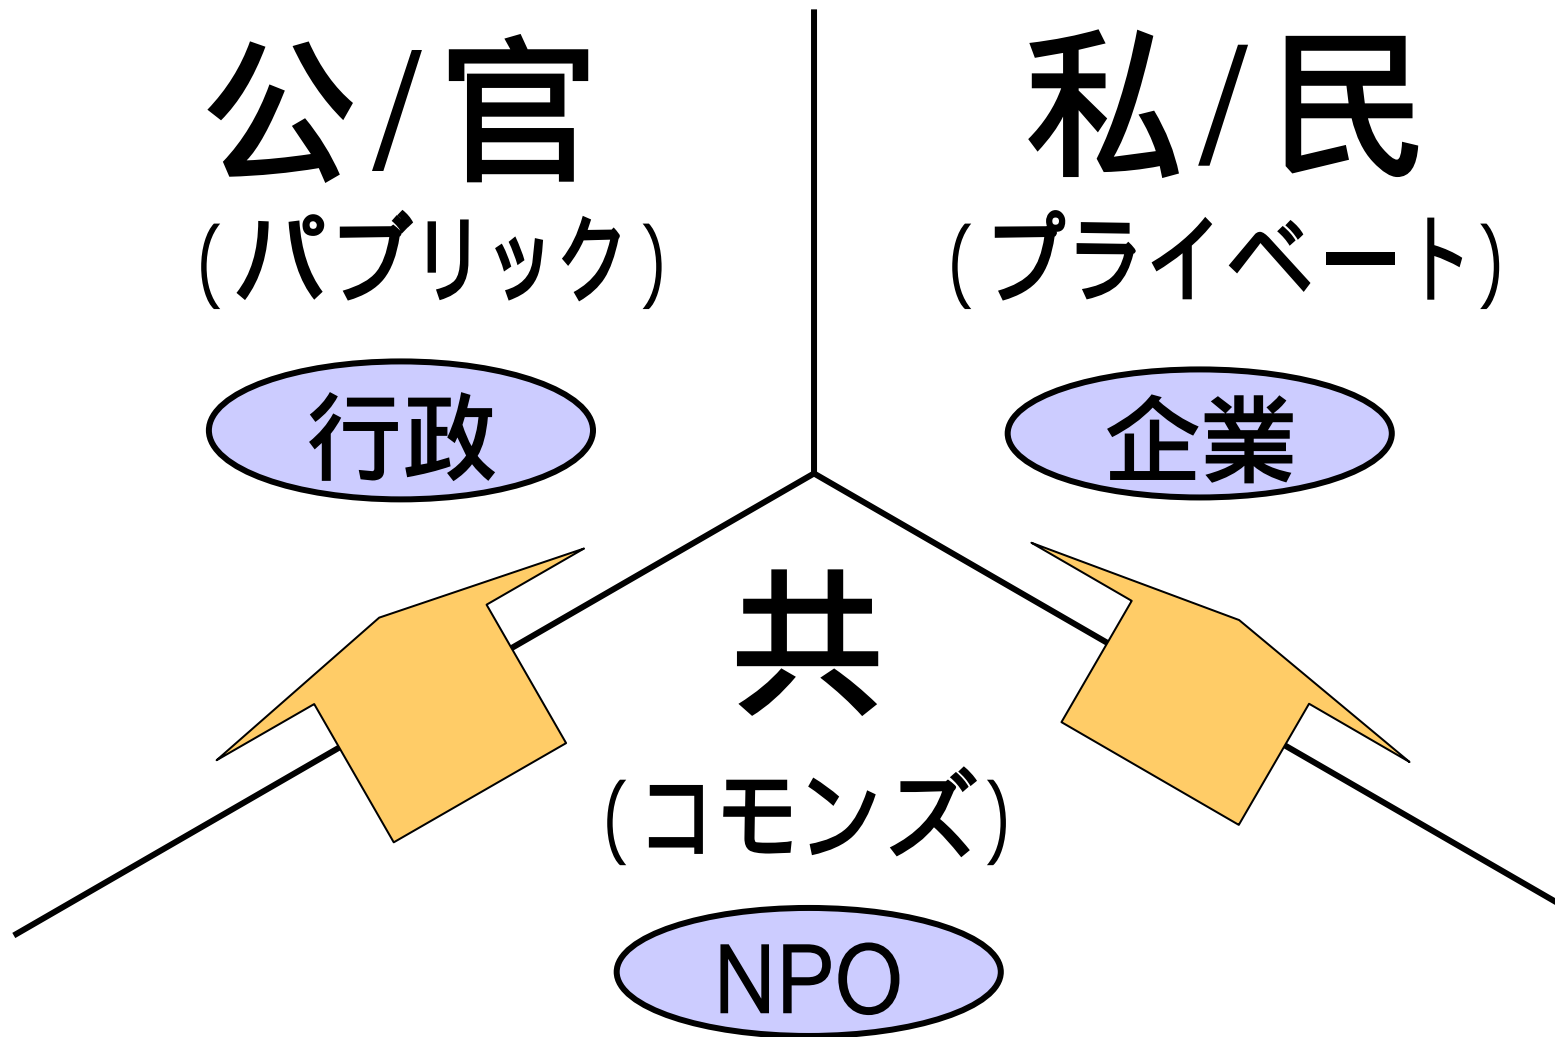 公/官
(パブリック)
行政
私/民
(プライベート)
企業
共
(コモンズ)
NPO